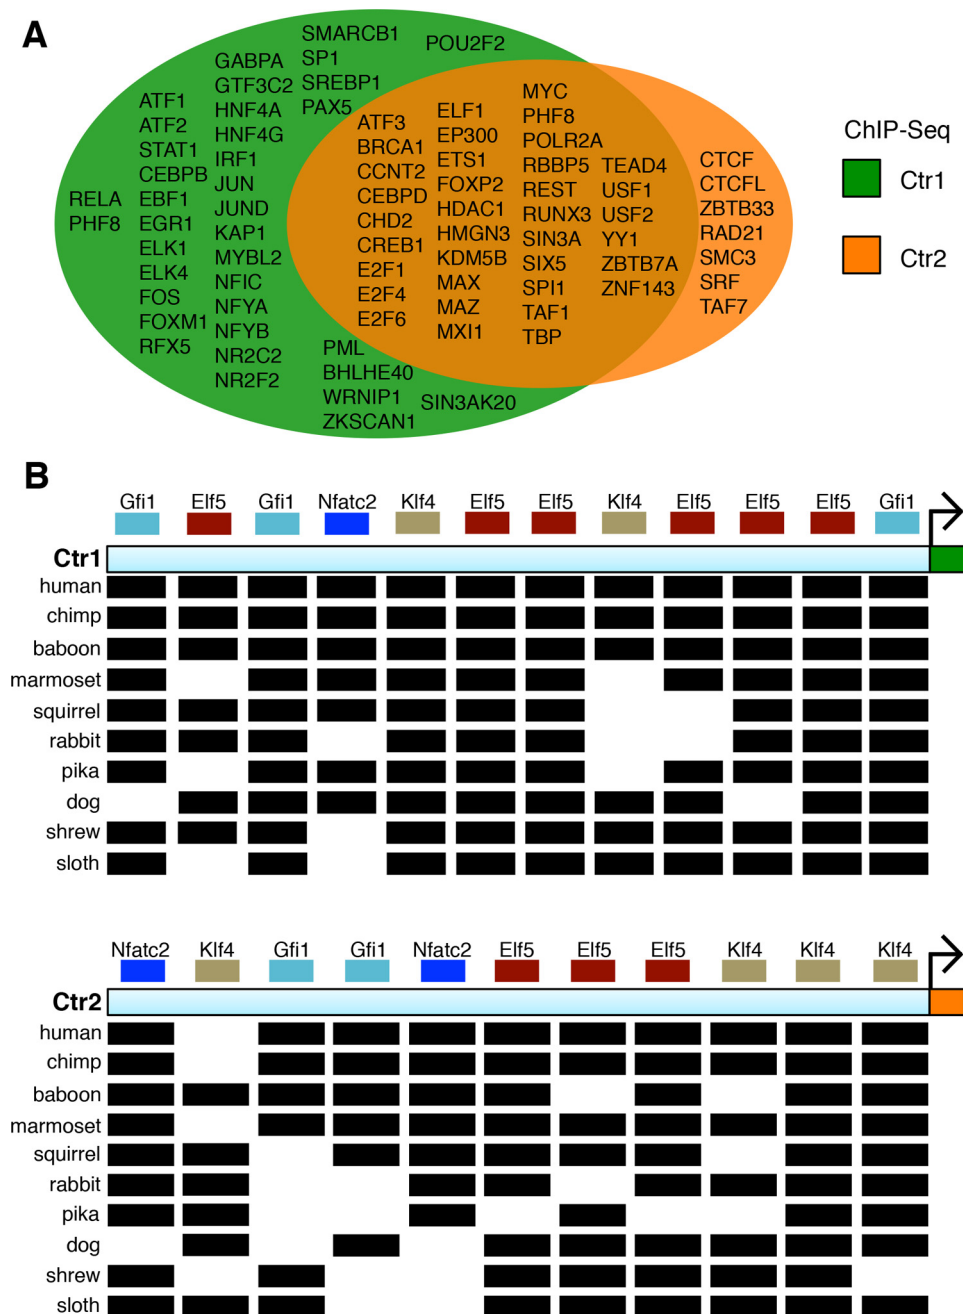 A
SMARCB1
SP1
SREBP1
PAX5
POU2F2
GABPA
GTF3C2
HNF4A
HNF4G
IRF1
JUN
JUND
KAP1
MYBL2
NFIC
NFYA
NFYB
NR2C2
NR2F2
ATF1
ATF2
STAT1
CEBPB
EBF1
EGR1
ELK1
ELK4
FOS
FOXM1
RFX5
RELA
PHF8
PML
BHLHE40
WRNIP1
ZKSCAN1
SIN3AK20
ATF3
BRCA1
CCNT2
CEBPD
CHD2
CREB1
E2F1
E2F4
E2F6
ELF1
EP300
ETS1
FOXP2
HDAC1
HMGN3
KDM5B
MAX
MAZ
MXI1
MYC
PHF8
POLR2A
RBBP5
REST
RUNX3
SIN3A
SIX5
SPI1
TAF1
TBP
TEAD4
USF1
USF2
YY1
ZBTB7A
ZNF143
CTCF
CTCFL
ZBTB33
RAD21
SMC3
SRF
TAF7
ChIP-Seq
Ctr1
Ctr2
B
Gfi1 Elf5 Gfi1 Nfatc2 Klf4 Elf5 Elf5 Klf4 Elf5 Elf5 Elf5 Gfi1
Ctr1
human
chimp
baboon
marmoset
squirrel
rabbit
pika
dog
shrew
sloth
Nfatc2 Klf4 Gfi1 Gfi1 Nfatc2 Elf5 Elf5 Elf5 Klf4 Klf4 Klf4
Ctr2
human
chimp
baboon
marmoset
squirrel
rabbit
pika
dog
shrew
sloth